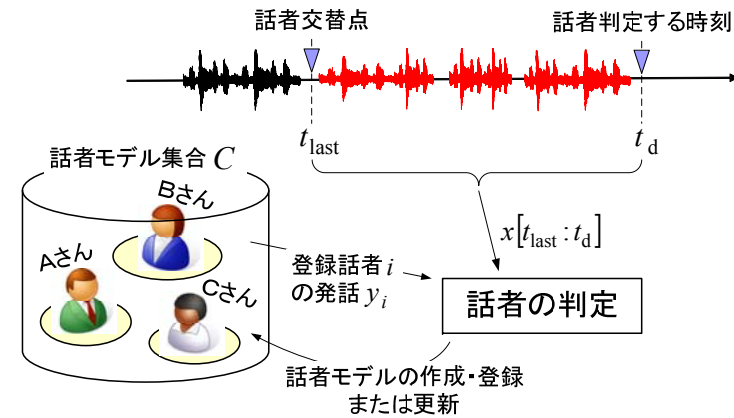 話者交替点
話者判定する時刻
t_last
t_d
話者モデル集合 C
Bさん
Aさん
Cさん
x[t_last : t_d]
登録話者 i
の発話 y_i
話者の判定
話者モデルの作成・登録
または更新